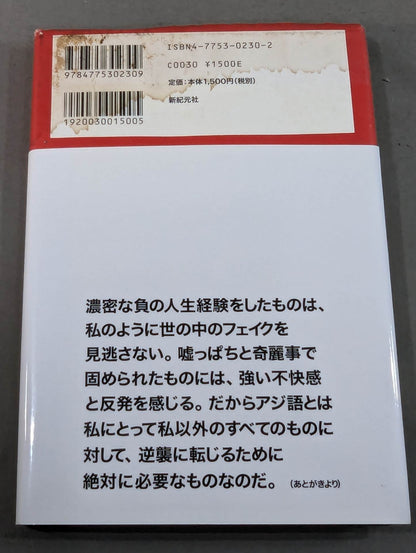 ISBN4-7753-0230-2
C0030 ¥1500E
9784775302309
定価:本体1,500円(税別)
新紀元社
1920030015005
濃密な負の人生経験をしたものは、
私のように世の中のフェイクを
見逃さない。嘘っぱちと奇麗事で
固められたものには、強い不快感
と反発を感じる。だからアジ語とは
私にとって私以外のすべてのものに
対して、逆襲に転じるために
絶対に必要なものなのだ。 (あとがきより)